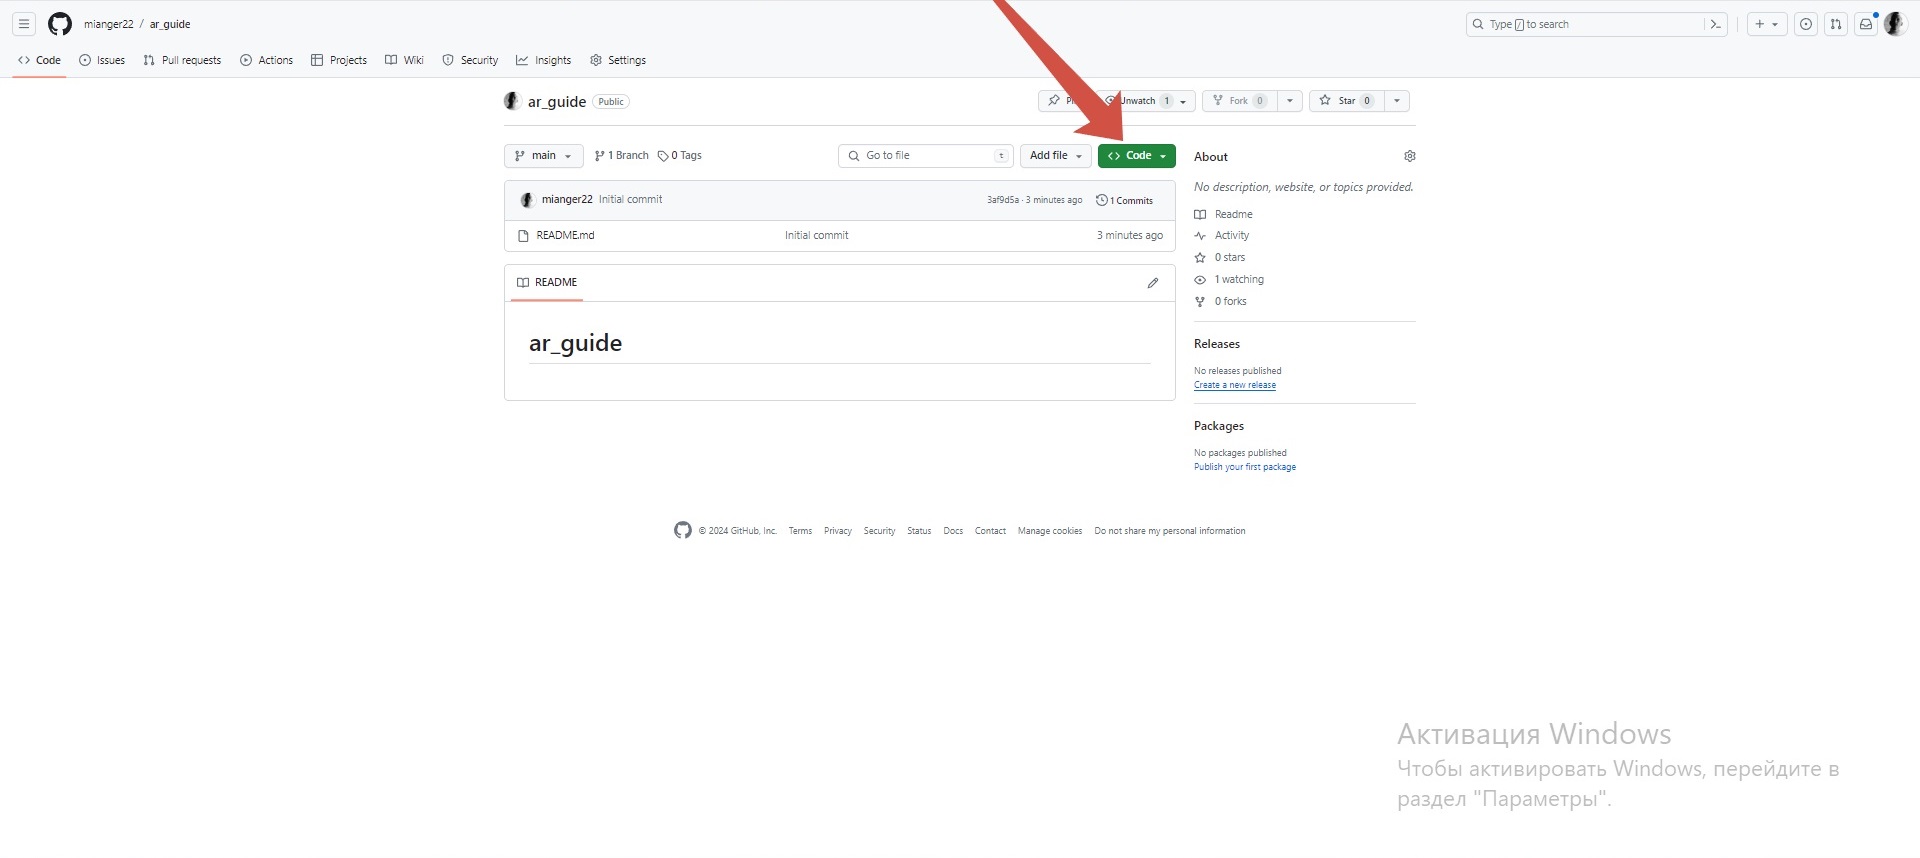 mianger22 / ar_guide
Type / to search
Code Issues Pull requests Actions Projects Wiki Security Insights Settings
ar_guide Public
Unwatch 1 Fork 0 Star 0
main 1 Branch 0 Tags Go to file t Add file Code
mianger22 Initial commit 3af9d5a · 3 minutes ago 1 Commits
README.md Initial commit 3 minutes ago
README
ar_guide
About
No description, website, or topics provided.
Readme
Activity
0 stars
1 watching
0 forks
Releases
No releases published
Create a new release
Packages
No packages published
Publish your first package
© 2024 GitHub, Inc. Terms Privacy Security Status Docs Contact Manage cookies Do not share my personal information
Активация Windows
Чтобы активировать Windows, перейдите в
раздел "Параметры".